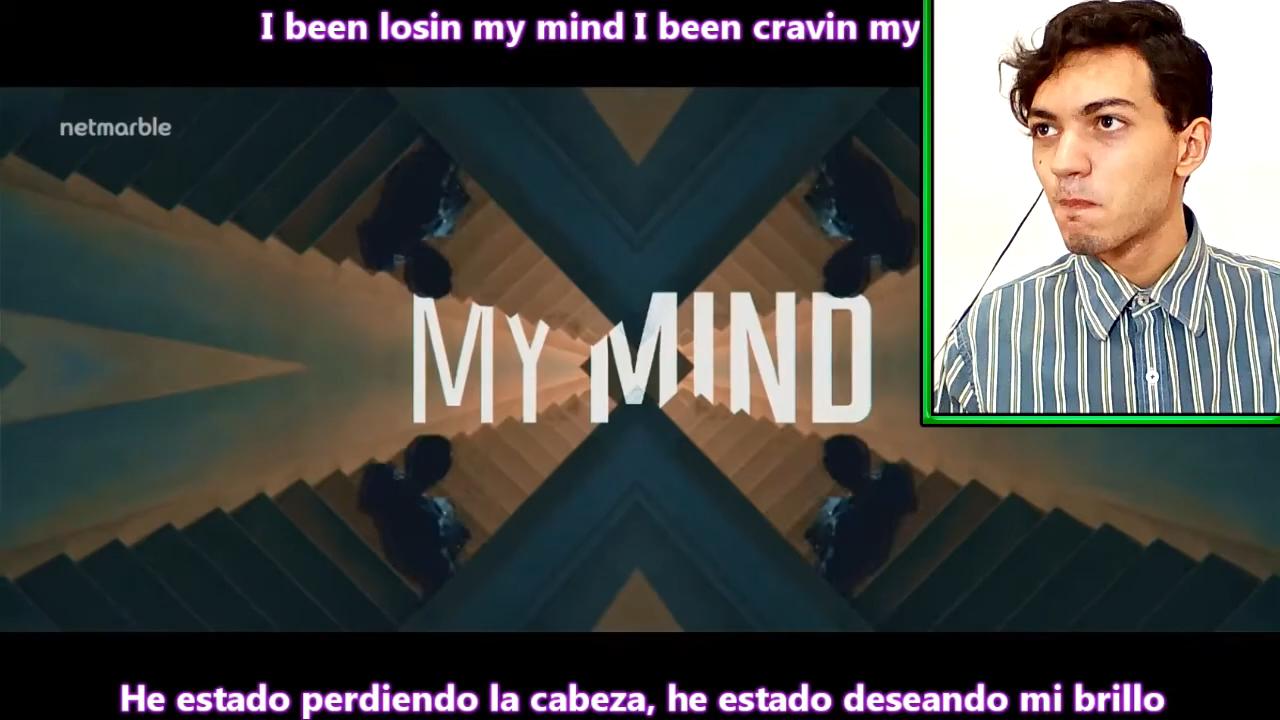 I been losin my mind I been cravin my
netmarble
MY MIND
He estado perdiendo la cabeza, he estado deseando mi brillo